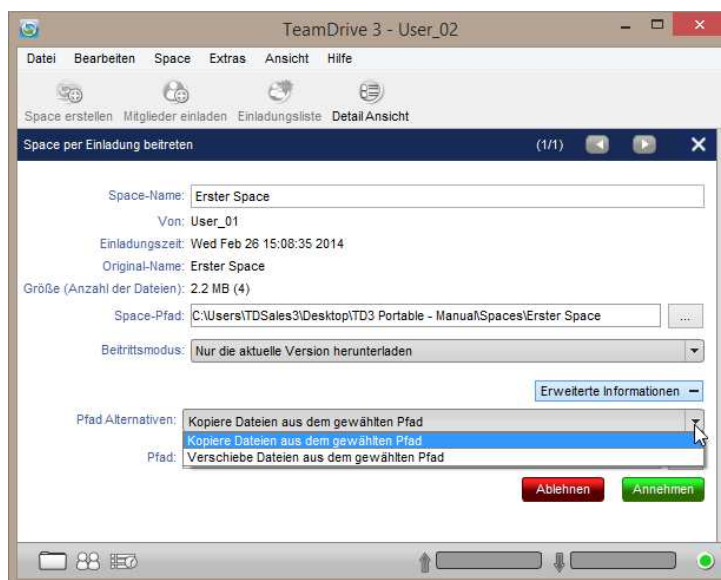 TeamDrive 3 - User_02
Datei Bearbeiten Space Extras Ansicht Hilfe
Space erstellen Mitglieder einladen Einladungsliste Detail Ansicht
Space per Einladung beitreten (1/1)
Space-Name: Erster Space
Von: User_01
Einladungszeit: Wed Feb 26 15:08:35 2014
Original-Name: Erster Space
Größe (Anzahl der Dateien): 2.2 MB (4)
Space-Pfad: C:\Users\TDSales3\Desktop\TD3 Portable - Manual\Spaces\Erster Space ...
Beitrittsmodus: Nur die aktuelle Version herunterladen
Erweiterte Informationen
Pfad Alternativen: Kopiere Dateien aus dem gewählten Pfad
Kopiere Dateien aus dem gewählten Pfad
Pfad: Verschiebe Dateien aus dem gewählten Pfad
Ablehnen Annehmen